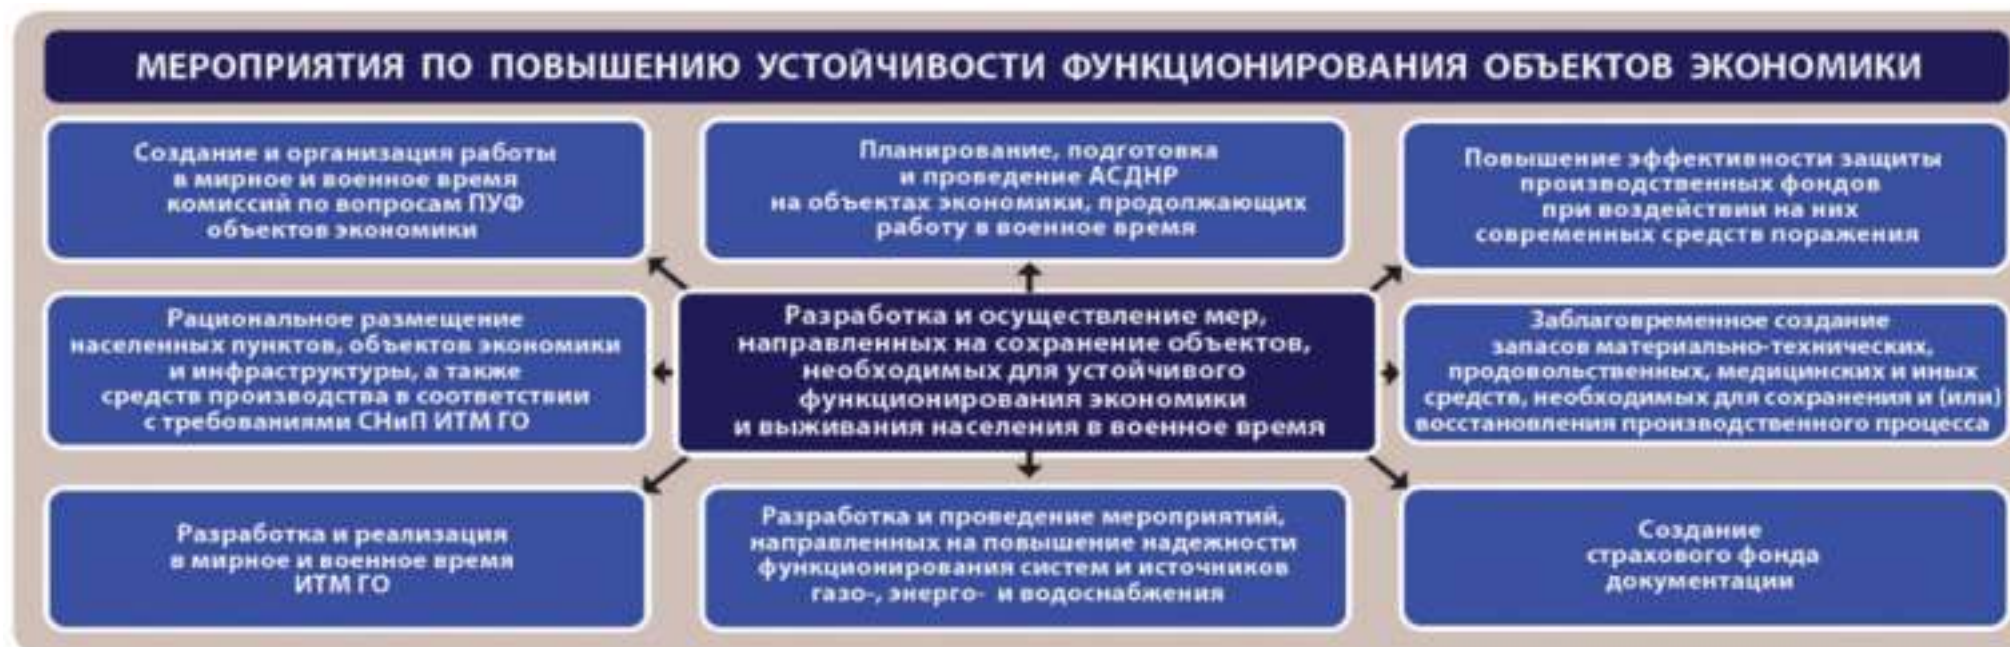 МЕРОПРИЯТИЯ ПО ПОВЫШЕНИЮ УСТОЙЧИВОСТИ ФУНКЦИОНИРОВАНИЯ ОБЪЕКТОВ ЭКОНОМИКИ
Создание и организация работы
в мирное и военное время
комиссий по вопросам ПУФ
объектов экономики
Планирование, подготовка
и проведение АСДНР
на объектах экономики, продолжающих
работу в военное время
Повышение эффективности защиты
производственных фондов
при воздействии на них
современных средств поражения
Рациональное размещение
населенных пунктов, объектов экономики
и инфраструктуры, а также
средств производства в соответствии
с требованиями СНиП ИТМ ГО
Разработка и осуществление мер,
направленных на сохранение объектов,
необходимых для устойчивого
функционирования экономики
и выживания населения в военное время
Заблаговременное создание
запасов материально-технических,
продовольственных, медицинских и иных
средств, необходимых для сохранения и (или)
восстановления производственного процесса
Разработка и реализация
в мирное и военное время
ИТМ ГО
Разработка и проведение мероприятий,
направленных на повышение надежности
функционирования систем и источников
газо-, энерго- и водоснабжения
Создание
страхового фонда
документации